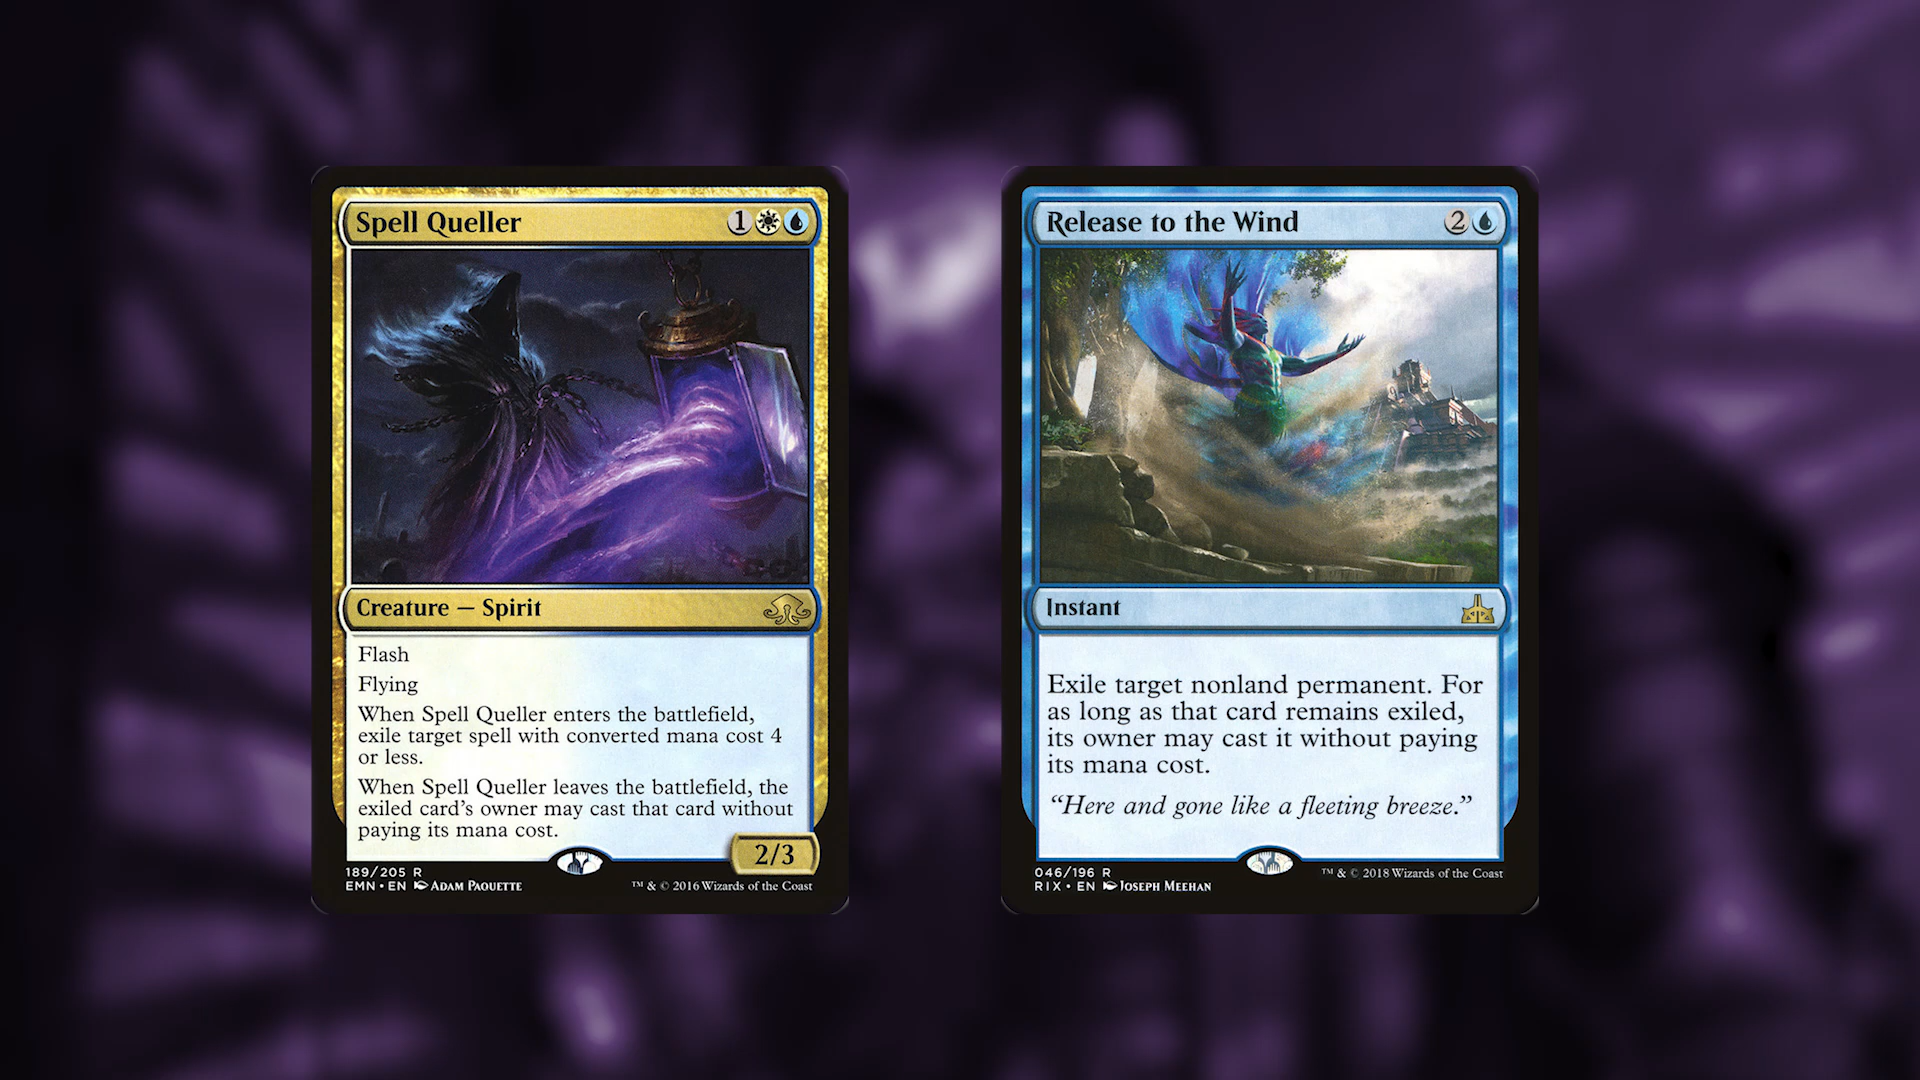 Spell Queller 1
Creature — Spirit
Flash
Flying
When Spell Queller enters the battlefield,
exile target spell with converted mana cost 4
or less.
When Spell Queller leaves the battlefield, the
exiled card's owner may cast that card without
paying its mana cost.
2/3
189/205 R
EMN • EN Adam Paquette
™ & © 2016 Wizards of the Coast
Release to the Wind 2
Instant
Exile target nonland permanent. For
as long as that card remains exiled,
its owner may cast it without paying
its mana cost.
“Here and gone like a fleeting breeze.”
046/196 R
RIX • EN Joseph Meehan
™ & © 2018 Wizards of the Coast